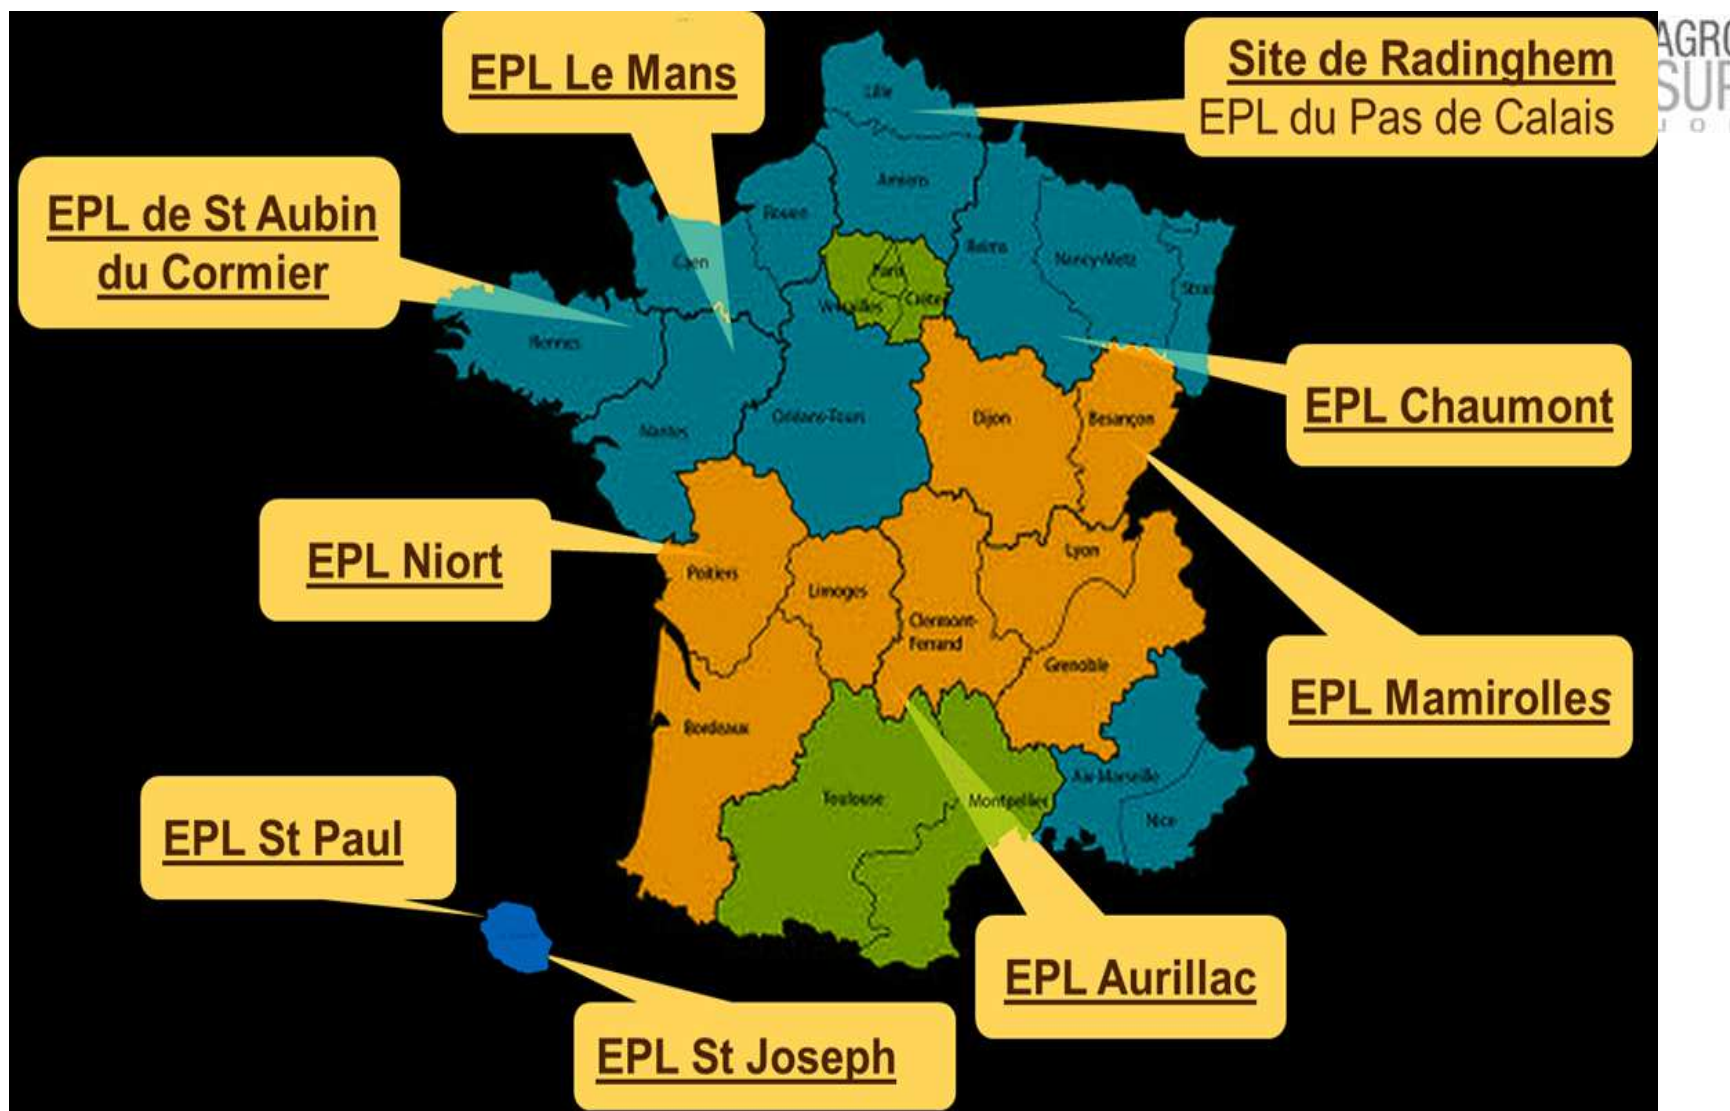 EPL Le Mans
Site de Radinghem
EPL du Pas de Calais
AGRO
SUP
EPL de St Aubin
du Cormier
Lille
Amiens
Rouen
Caen
Reims
Nancy-Metz
Stras
Paris
Créteil
Versailles
Rennes
EPL Chaumont
Nantes
Orléans-Tours
Dijon
Besançon
EPL Niort
Poitiers
Limoges
Lyon
Clermont-
Ferrand
Grenoble
EPL Mamirolles
Bordeaux
Aix-Marseille
Toulouse
Montpellier
Nice
EPL St Paul
EPL Aurillac
EPL St Joseph